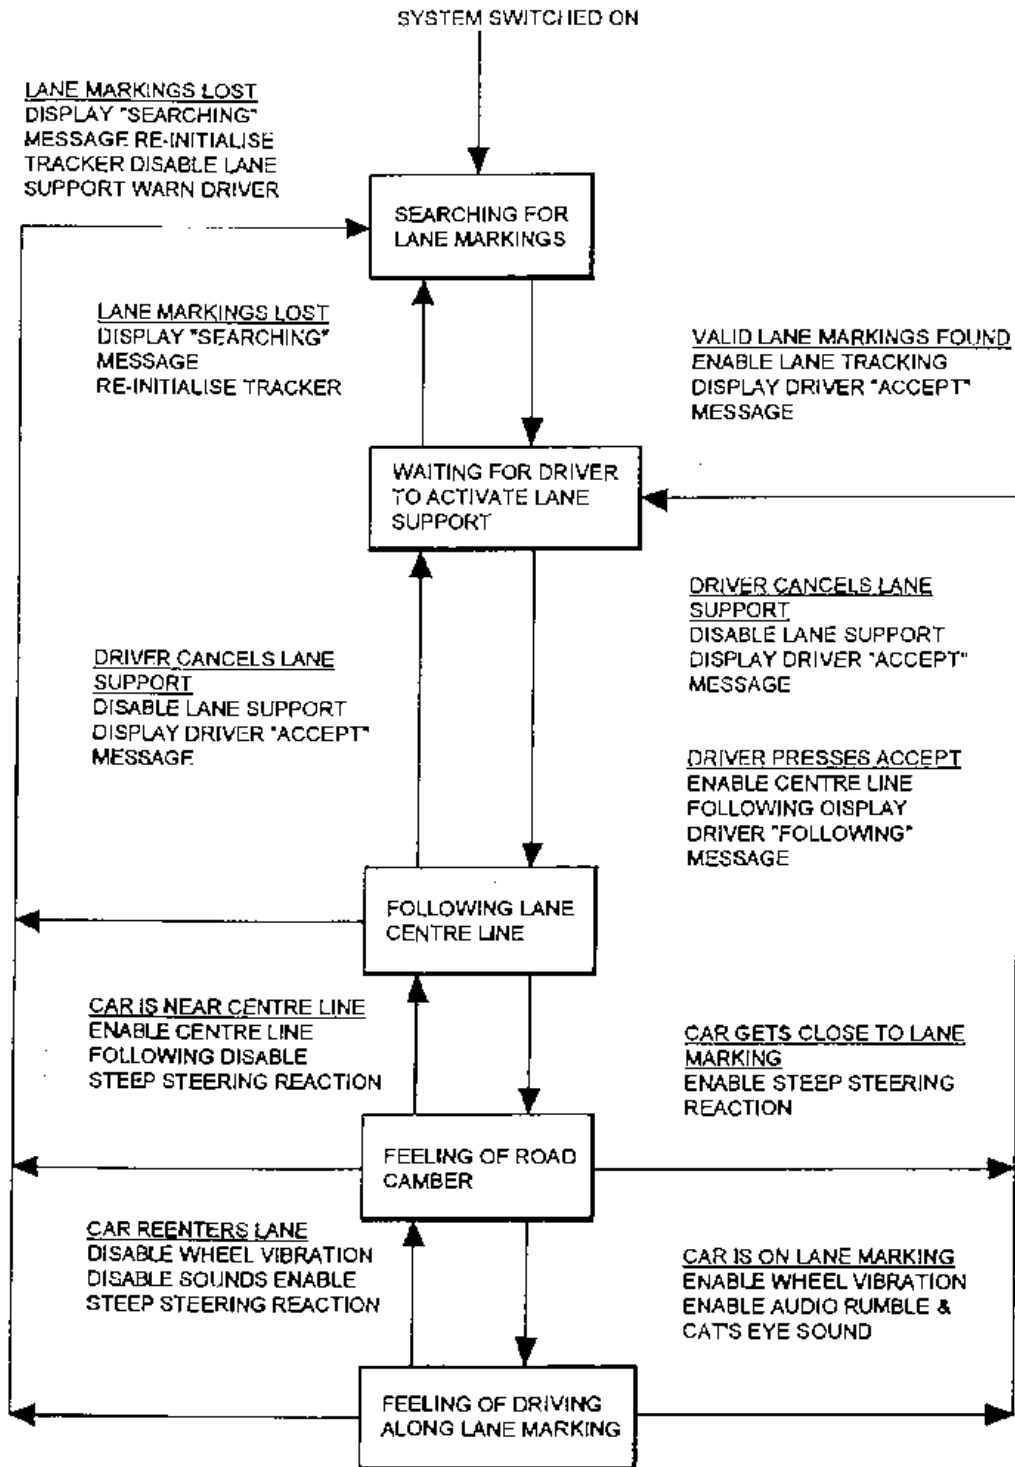 SYSTEM SWITCHED ON
LANE MARKINGS LOST
DISPLAY "SEARCHING"
MESSAGE RE-INITIALISE
TRACKER DISABLE LANE
SUPPORT WARN DRIVER
SEARCHING FOR
LANE MARKINGS
LANE MARKINGS LOST
DISPLAY "SEARCHING"
MESSAGE
RE-INITIALISE TRACKER
VALID LANE MARKINGS FOUND
ENABLE LANE TRACKING
DISPLAY DRIVER "ACCEPT"
MESSAGE
WAITING FOR DRIVER
TO ACTIVATE LANE
SUPPORT
DRIVER CANCELS LANE
SUPPORT
DISABLE LANE SUPPORT
DISPLAY DRIVER "ACCEPT"
MESSAGE
DRIVER CANCELS LANE
SUPPORT
DISABLE LANE SUPPORT
DISPLAY DRIVER "ACCEPT"
MESSAGE
DRIVER PRESSES ACCEPT
ENABLE CENTRE LINE
FOLLOWING DISPLAY
DRIVER "FOLLOWING"
MESSAGE
FOLLOWING LANE
CENTRE LINE
CAR IS NEAR CENTRE LINE
ENABLE CENTRE LINE
FOLLOWING DISABLE
STEEP STEERING REACTION
CAR GETS CLOSE TO LANE
MARKING
ENABLE STEEP STEERING
REACTION
FEELING OF ROAD
CAMBER
CAR REENTERS LANE
DISABLE WHEEL VIBRATION
DISABLE SOUNDS ENABLE
STEEP STEERING REACTION
CAR IS ON LANE MARKING
ENABLE WHEEL VIBRATION
ENABLE AUDIO RUMBLE &
CAT'S EYE SOUND
FEELING OF DRIVING
ALONG LANE MARKING